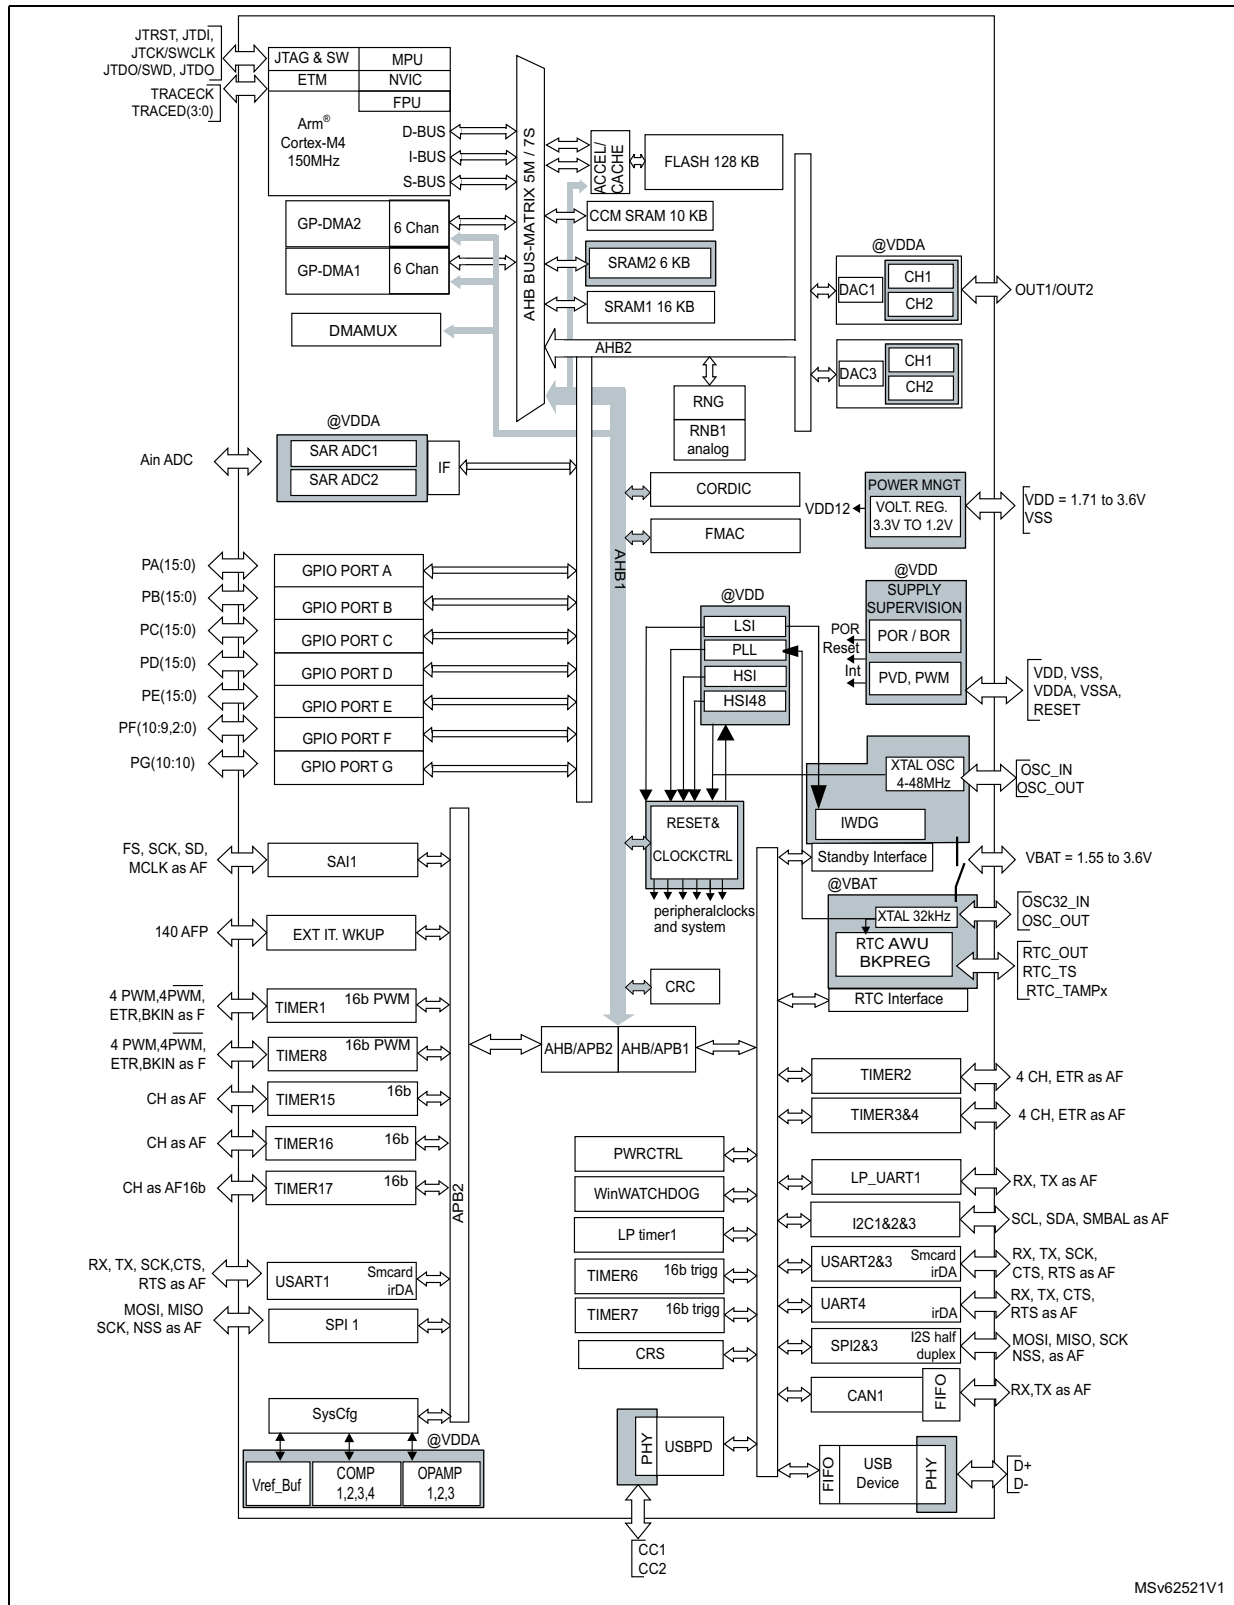 JTRST, JTDI,
JTCK/SWCLK
JTDO/SWD, JTDO
TRACECK
TRACED(3:0)
JTAG & SW
MPU
ETM
NVIC
FPU
Arm®
Cortex-M4
150MHz
D-BUS
I-BUS
S-BUS
GP-DMA2
6 Chan
GP-DMA1
6 Chan
DMAMUX
AHB BUS-MATRIX 5M / 7S
ACCEL/
CACHE
FLASH 128 KB
CCM SRAM 10 KB
SRAM2 6 KB
SRAM1 16 KB
AHB2
RNG
RNB1
analog
@VDDA
DAC1
CH1
CH2
OUT1/OUT2
DAC3
CH1
CH2
@VDDA
Ain ADC
SAR ADC1
SAR ADC2
IF
CORDIC
FMAC
AHB1
POWER MNGT
VDD12
VOLT. REG.
3.3V TO 1.2V
VDD = 1.71 to 3.6V
VSS
PA(15:0)
GPIO PORT A
PB(15:0)
GPIO PORT B
PC(15:0)
GPIO PORT C
PD(15:0)
GPIO PORT D
PE(15:0)
GPIO PORT E
PF(10:9,2:0)
GPIO PORT F
PG(10:10)
GPIO PORT G
@VDD
LSI
PLL
HSI
HSI48
@VDD
SUPPLY
SUPERVISION
POR
Reset
Int
POR / BOR
PVD, PWM
VDD, VSS,
VDDA, VSSA,
RESET
XTAL OSC
4-48MHz
OSC_IN
OSC_OUT
IWDG
RESET&
CLOCKCTRL
peripheralclocks
and system
Standby Interface
VBAT = 1.55 to 3.6V
@VBAT
XTAL 32kHz
OSC32_IN
OSC_OUT
RTC AWU
BKPREG
RTC_OUT
RTC_TS
RTC_TAMPx
RTC Interface
CRC
AHB/APB2
AHB/APB1
FS, SCK, SD,
MCLK as AF
SAI1
140 AFP
EXT IT. WKUP
4 PWM,4PWM,
ETR,BKIN as F
TIMER1
16b PWM
4 PWM,4PWM,
ETR,BKIN as F
TIMER8
16b PWM
CH as AF
TIMER15
16b
CH as AF
TIMER16
16b
CH as AF16b
TIMER17
16b
APB2
RX, TX, SCK,CTS,
RTS as AF
USART1
Smcard
irDA
MOSI, MISO
SCK, NSS as AF
SPI 1
SysCfg
@VDDA
Vref_Buf
COMP
1,2,3,4
OPAMP
1,2,3
PWRCTRL
WinWATCHDOG
LP timer1
TIMER6
16b trigg
TIMER7
16b trigg
CRS
PHY
USBPD
CC1
CC2
TIMER2
4 CH, ETR as AF
TIMER3&4
4 CH, ETR as AF
LP_UART1
RX, TX as AF
I2C1&2&3
SCL, SDA, SMBAL as AF
USART2&3
Smcard
irDA
RX, TX, SCK,
CTS, RTS as AF
UART4
irDA
RX, TX, CTS,
RTS as AF
SPI2&3
I2S half
duplex
MOSI, MISO, SCK
NSS, as AF
CAN1
FIFO
RX,TX as AF
FIFO
USB
Device
PHY
D+
D-
MSv62521V1